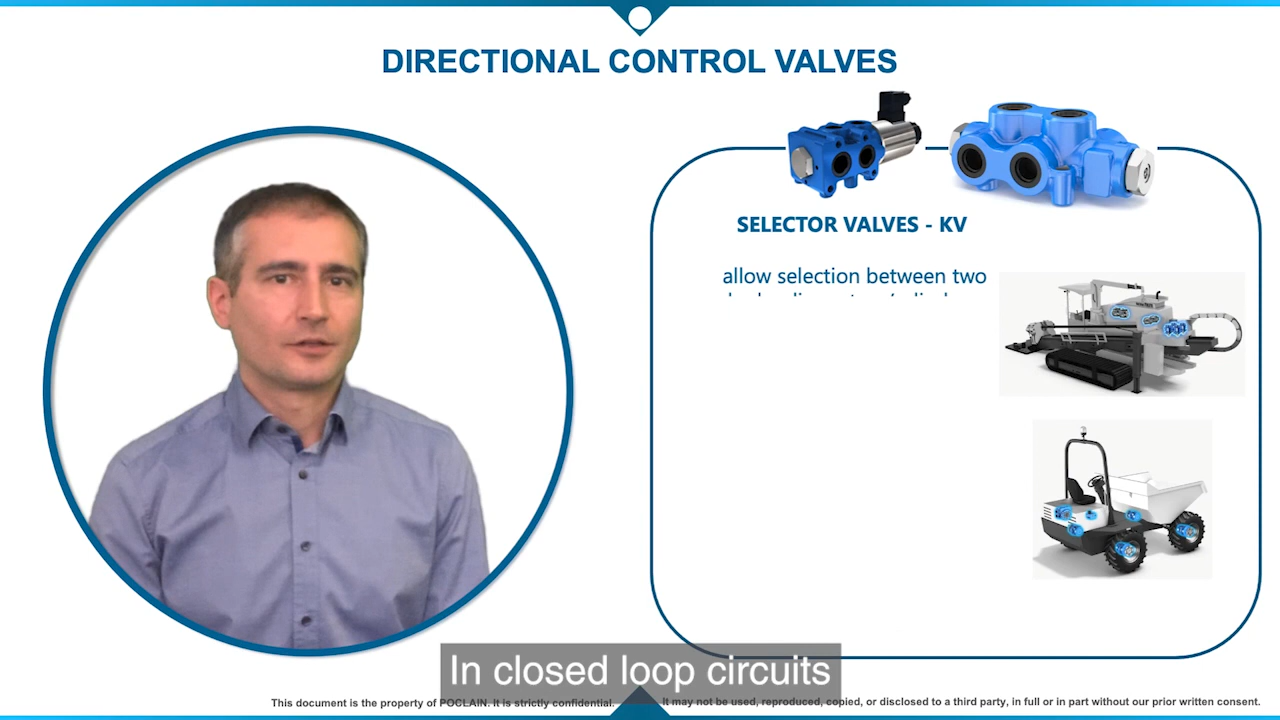 DIRECTIONAL CONTROL VALVES
SELECTOR VALVES - KV
allow selection between two
In closed loop circuits
This document is the property of POCLAIN. It is strictly confidential. It may not be used, reproduced, copied, or disclosed to a third party, in full or in part without our prior written consent.